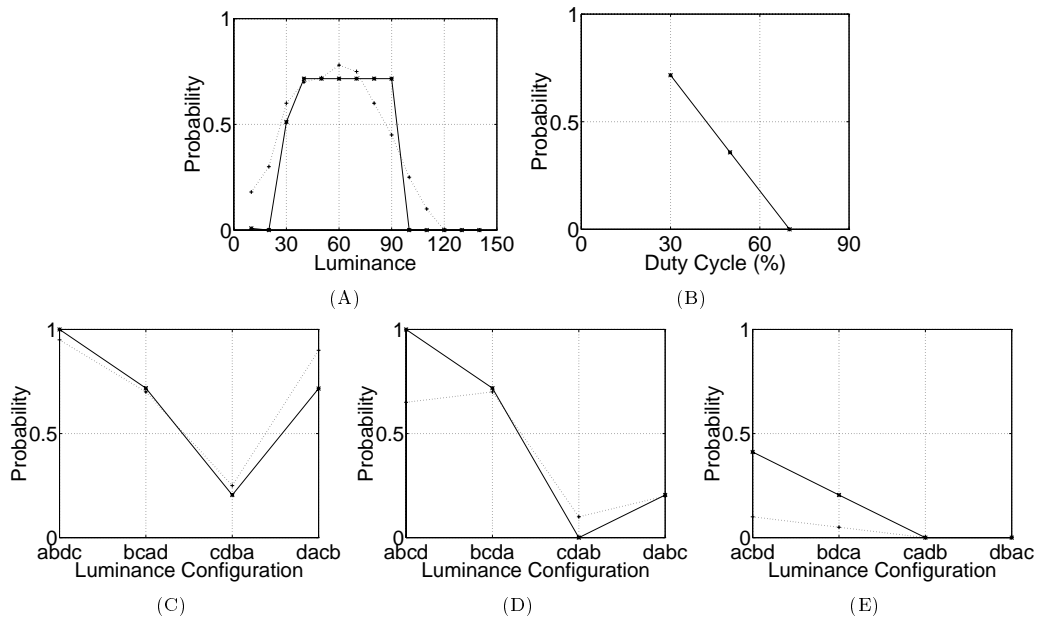 1
0.5
0
Probability
0 30 60 90 120 150
Luminance
(A)
1
0.5
0
Probability
0 30 60 90
Duty Cycle (%)
(B)
1
0.5
0
Probability
abdc bcad cdba dacb
Luminance Configuration
(C)
1
0.5
0
Probability
abcd bcda cdab dabc
Luminance Configuration
(D)
1
0.5
0
Probability
acbd bdca cadb dbac
Luminance Configuration
(E)